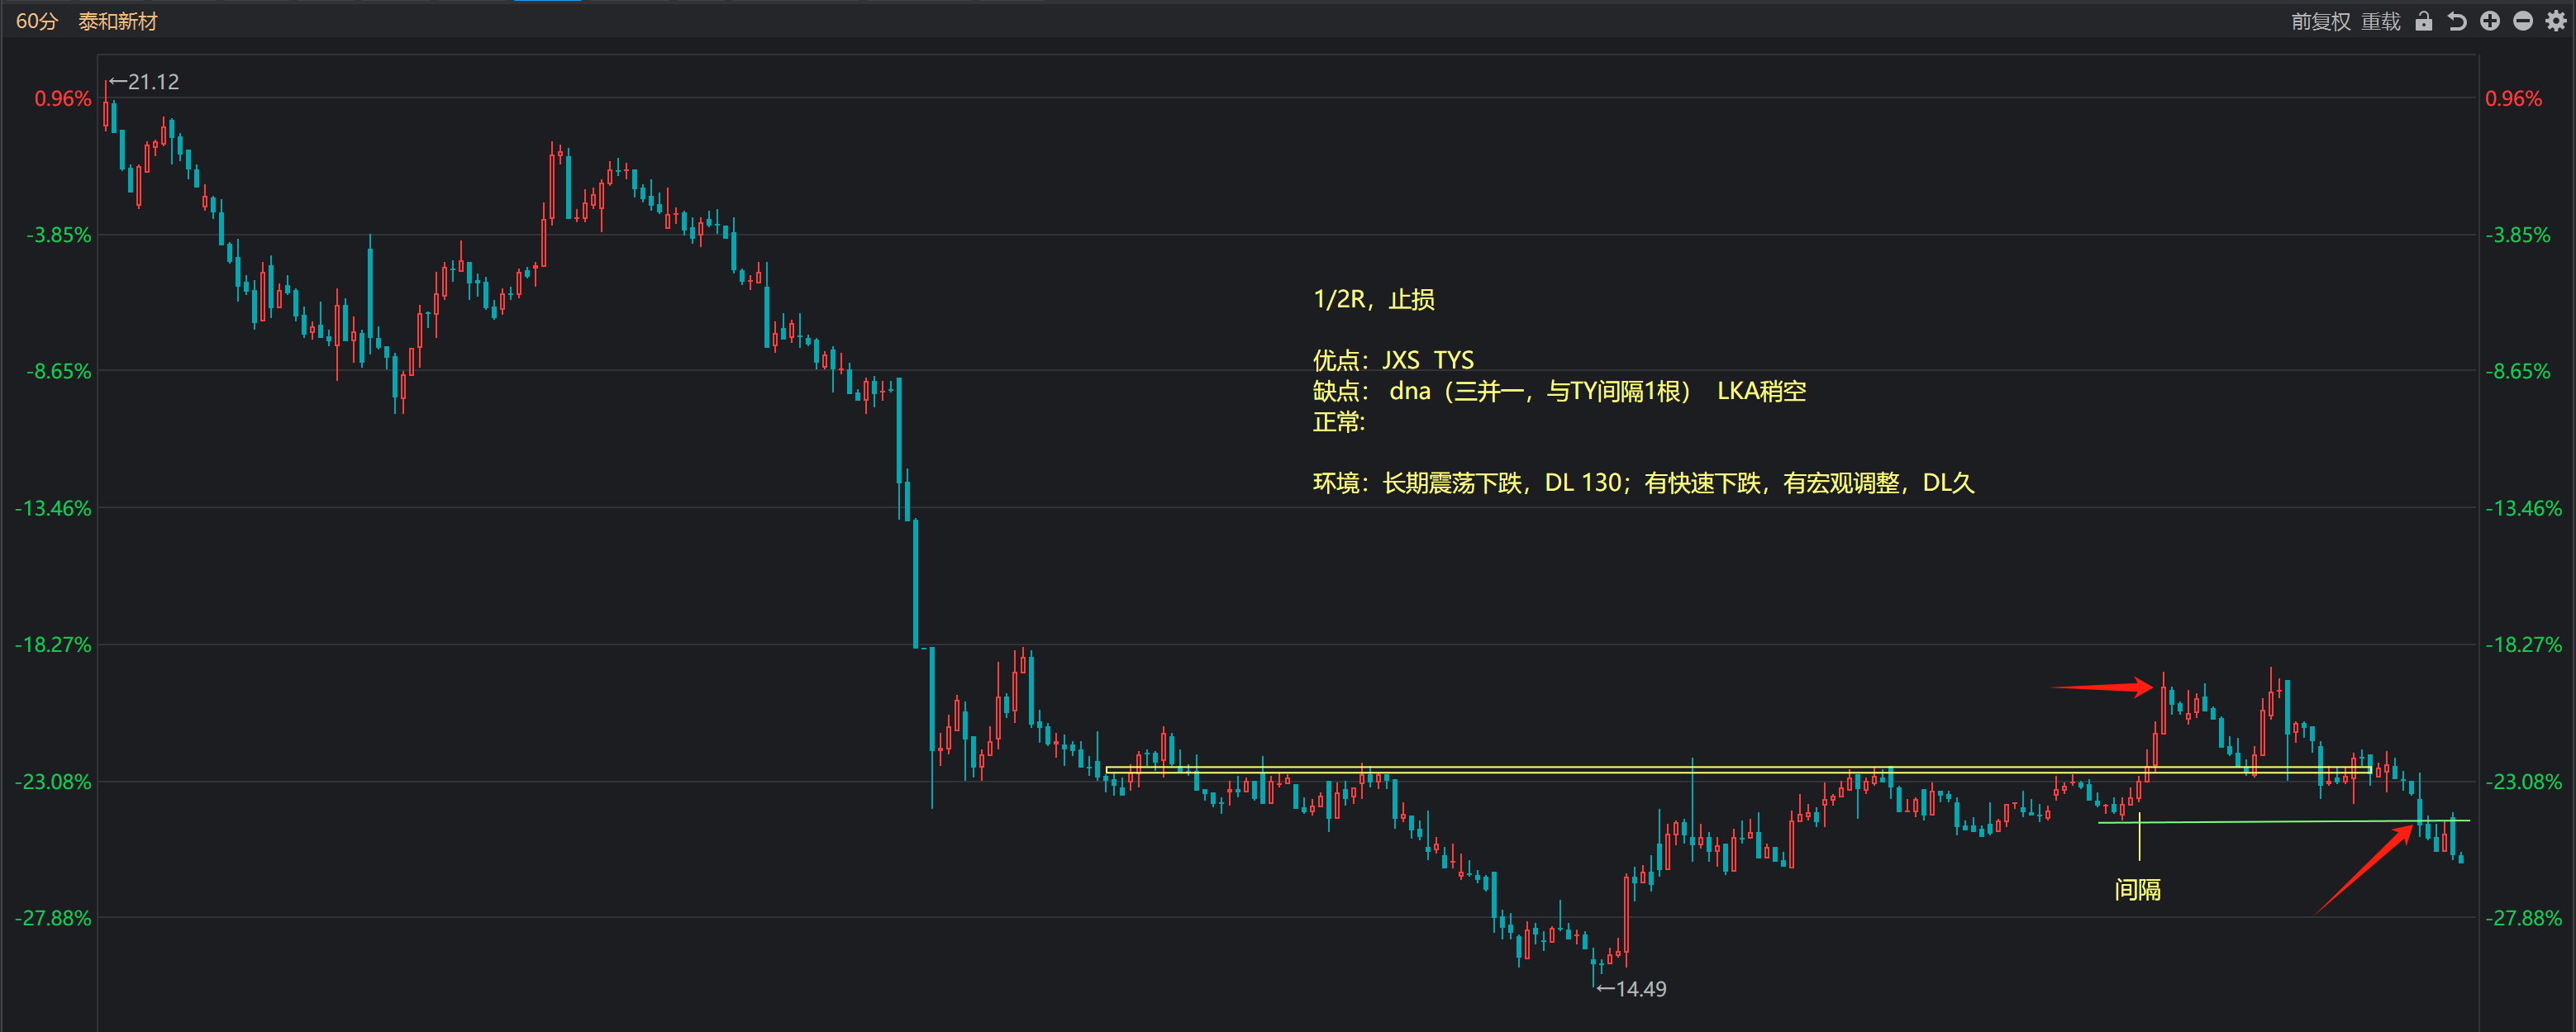 60分 泰和新材
前复权 重载
←21.12
0.96% 0.96%
-3.85% -3.85%
1/2R，止损
优点：JXS TYS
-8.65% -8.65%
缺点： dna（三并一，与TY间隔1根） LKA稍空
正常:
环境：长期震荡下跌，DL 130；有快速下跌，有宏观调整，DL久
-13.46% -13.46%
-18.27% -18.27%
-23.08% -23.08%
间隔
-27.88% -27.88%
←14.49